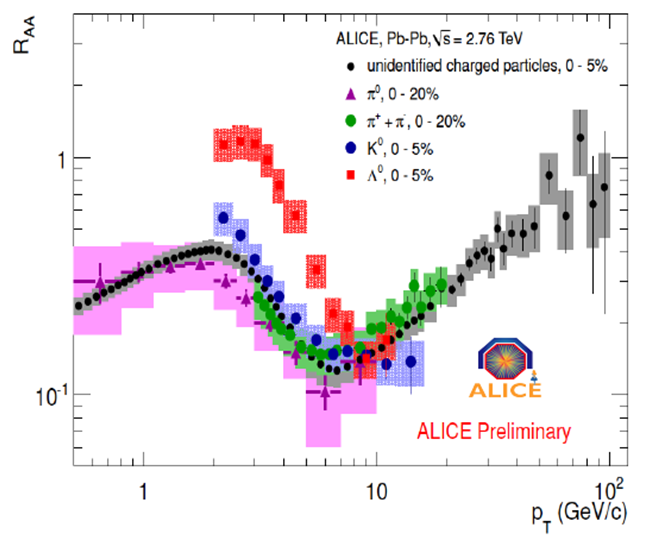 R_AA
ALICE, Pb-Pb, √s = 2.76 TeV
unidentified charged particles, 0 - 5%
π⁰, 0 - 20%
π⁺ + π⁻, 0 - 20%
K⁰, 0 - 5%
Λ⁰, 0 - 5%
1
10⁻¹
ALICE
ALICE Preliminary
1 10 10²
p_T (GeV/c)